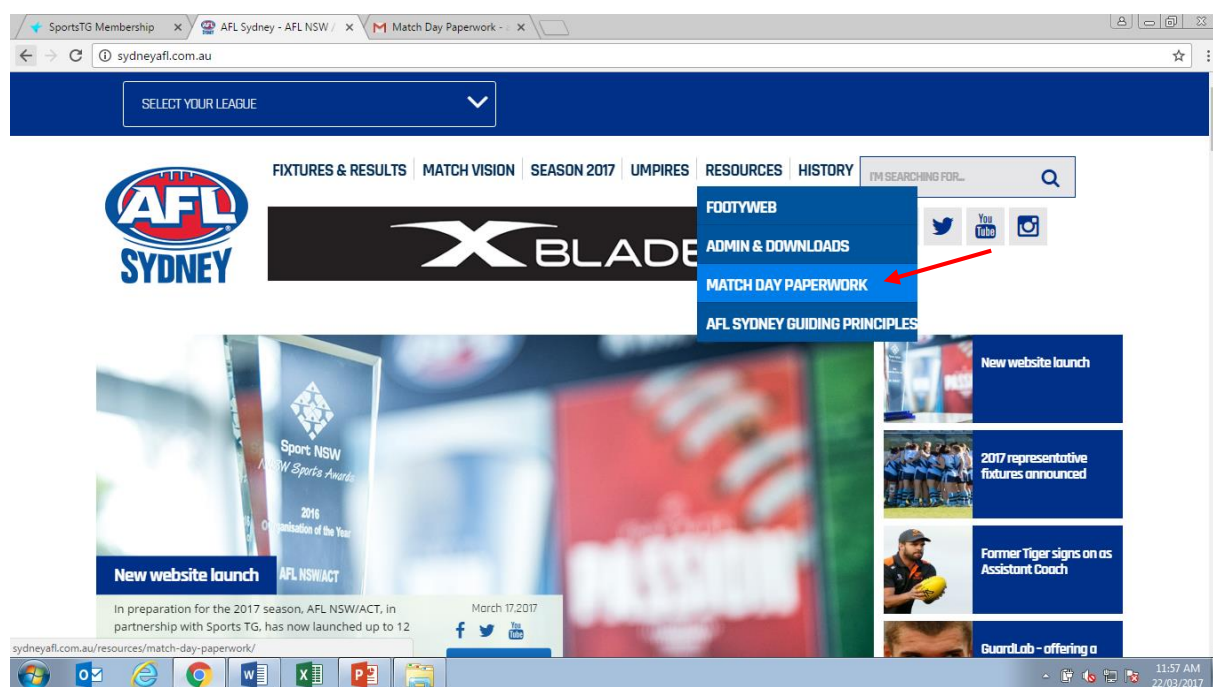 SportsTG Membership
AFL Sydney - AFL NSW /
Match Day Paperwork -
sydneyafl.com.au
SELECT YOUR LEAGUE
FIXTURES & RESULTS
MATCH VISION
SEASON 2017
UMPIRES
RESOURCES
HISTORY
I'M SEARCHING FOR...
AFL
SYDNEY
X BLADE
FOOTYWEB
ADMIN & DOWNLOADS
MATCH DAY PAPERWORK
AFL SYDNEY GUIDING PRINCIPLES
You
Tube
Sport NSW
NSW Sports Awards
2016
Organisation of the Year
AFL NSW/ACT
PASSION
New website launch
In preparation for the 2017 season, AFL NSW/ACT, in
partnership with Sports TG, has now launched up to 12
March 17,2017
You
Tube
New website launch
2017 representative
fixtures announced
Former Tiger signs on as
Assistant Coach
GuardLab - offering a
sydneyafl.com.au/resources/match-day-paperwork/
11:57 AM
22/03/2017